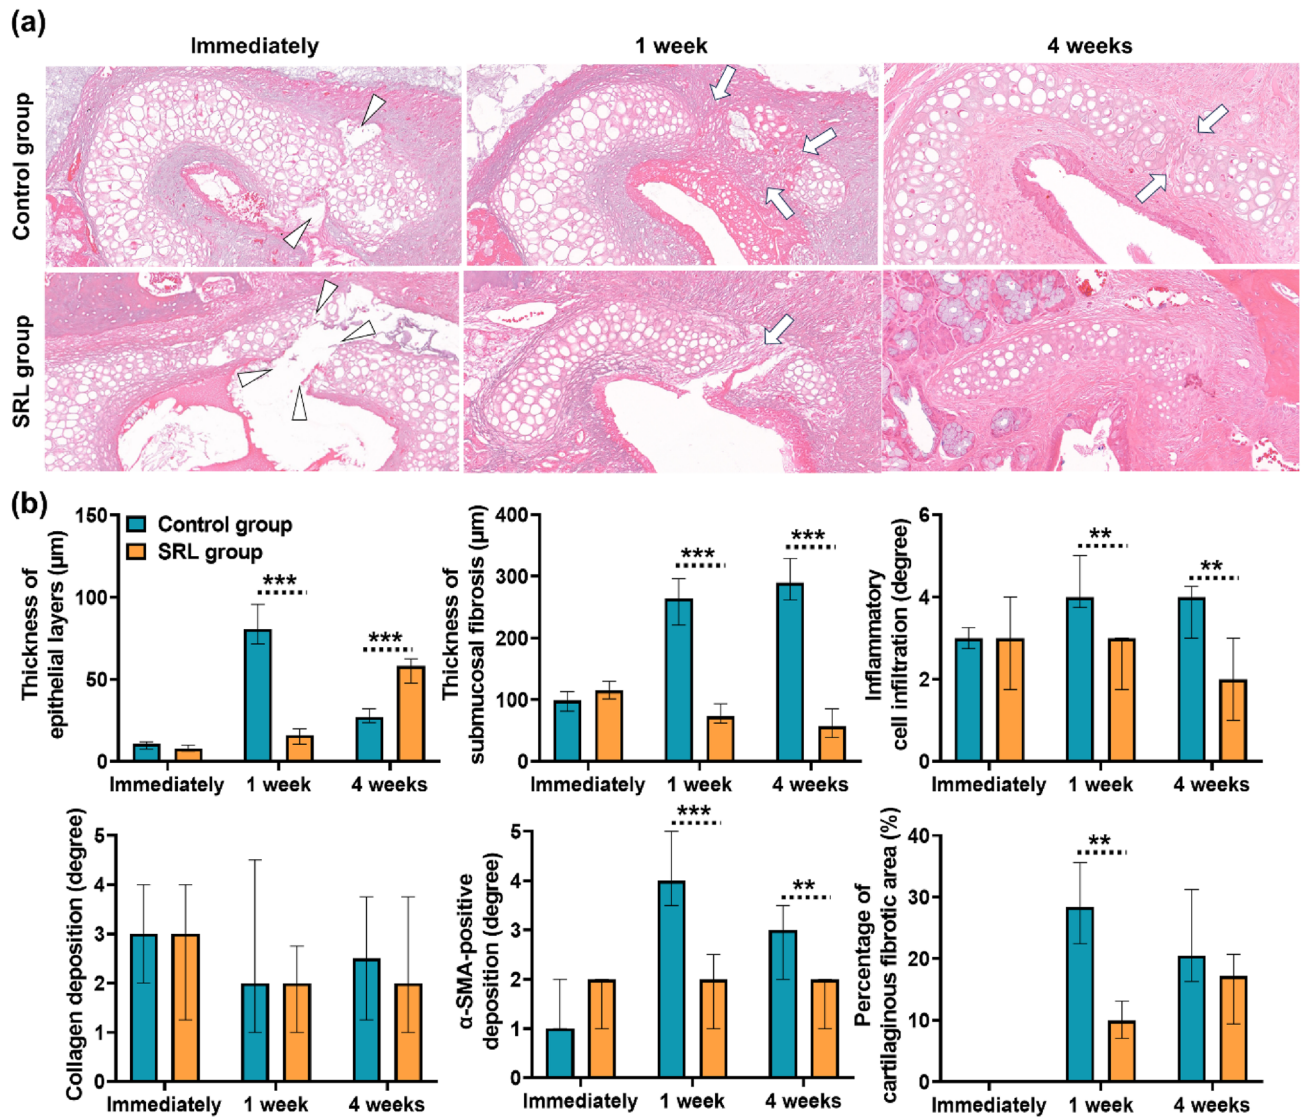 (a)
Immediately
1 week
4 weeks
Control group
SRL group
(b)
Thickness of
epithelial layers (µm)
150
100
50
0
Control group
SRL group
***
***
Immediately
1 week
4 weeks
Thickness of
submucosal fibrosis (µm)
400
300
200
100
0
***
***
Immediately
1 week
4 weeks
Inflammatory
cell infiltration (degree)
6
4
2
0
**
**
Immediately
1 week
4 weeks
Collagen deposition (degree)
5
4
3
2
1
0
Immediately
1 week
4 weeks
α-SMA-positive
deposition (degree)
5
4
3
2
1
0
***
**
Immediately
1 week
4 weeks
Percentage of
cartilaginous fibrotic area (%)
40
30
20
10
0
**
Immediately
1 week
4 weeks